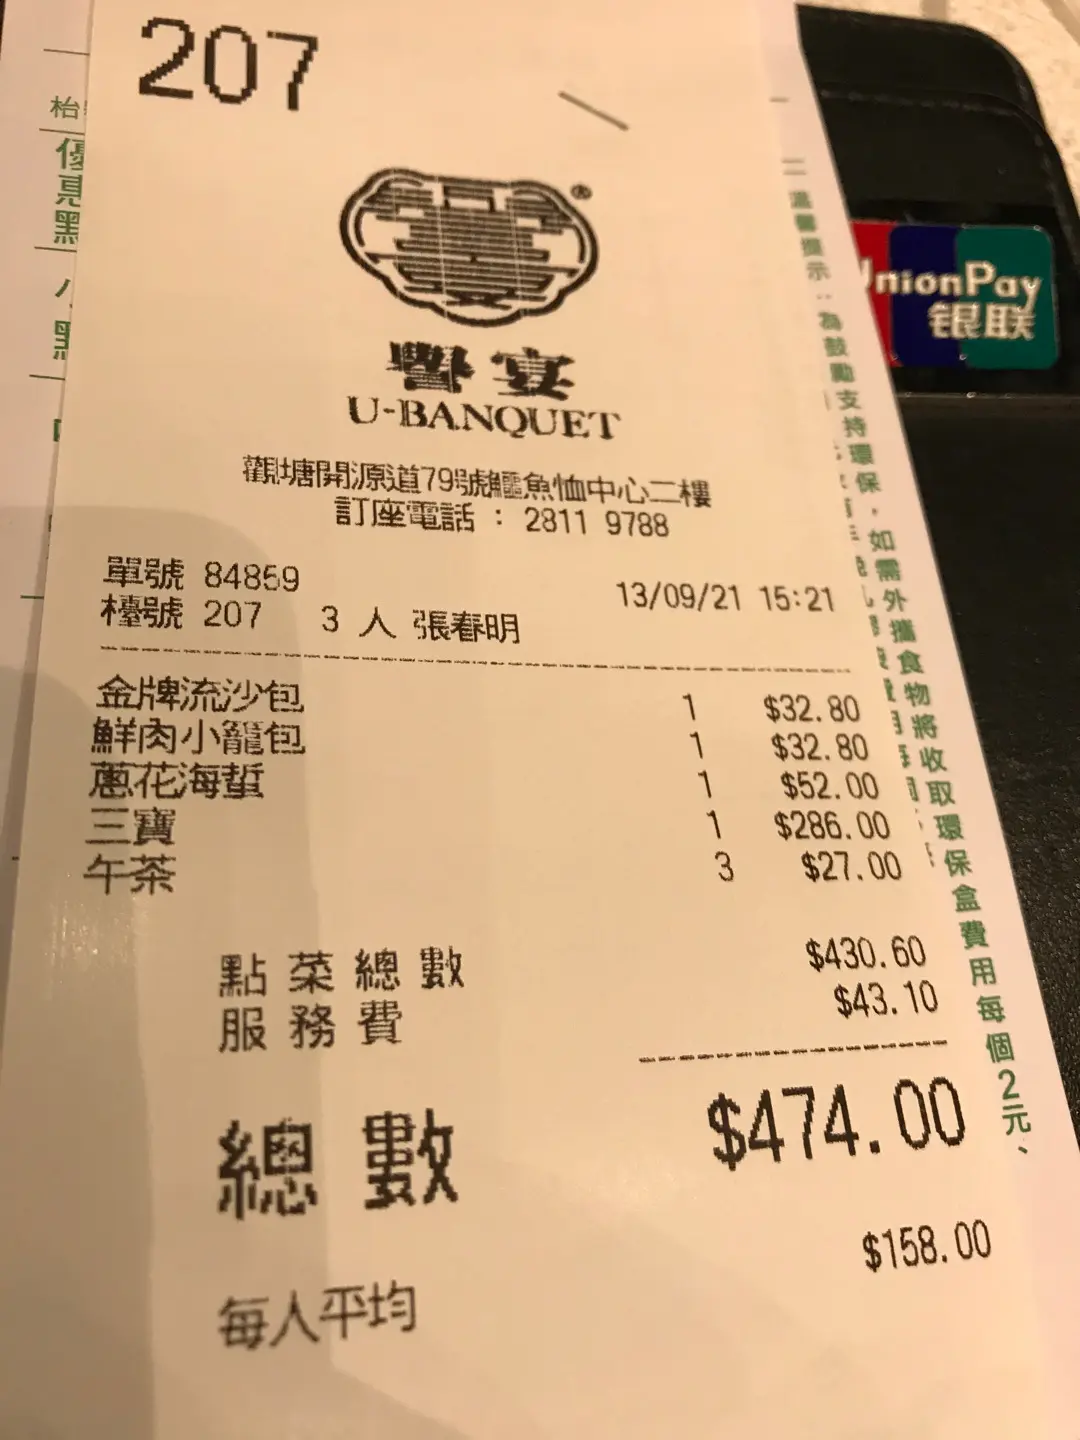 207
®
譽宴
U-BANQUET
觀塘開源道79號鱷魚恤中心二樓
訂座電話 : 2811 9788
單號 84859
13/09/21 15:21
檯號 207 3 人 張春明
金牌流沙包 1 $32.80
鮮肉小籠包 1 $32.80
蔥花海蜇 1 $52.00
三寶 1 $286.00
午茶 3 $27.00
點菜總數 $430.60
服務費 $43.10
總數 $474.00
$158.00
每人平均
UnionPay
银联
溫馨提示:為鼓勵支持環保,如需外攜食物將收取環保盒費用每個2元、
優惠點
小點